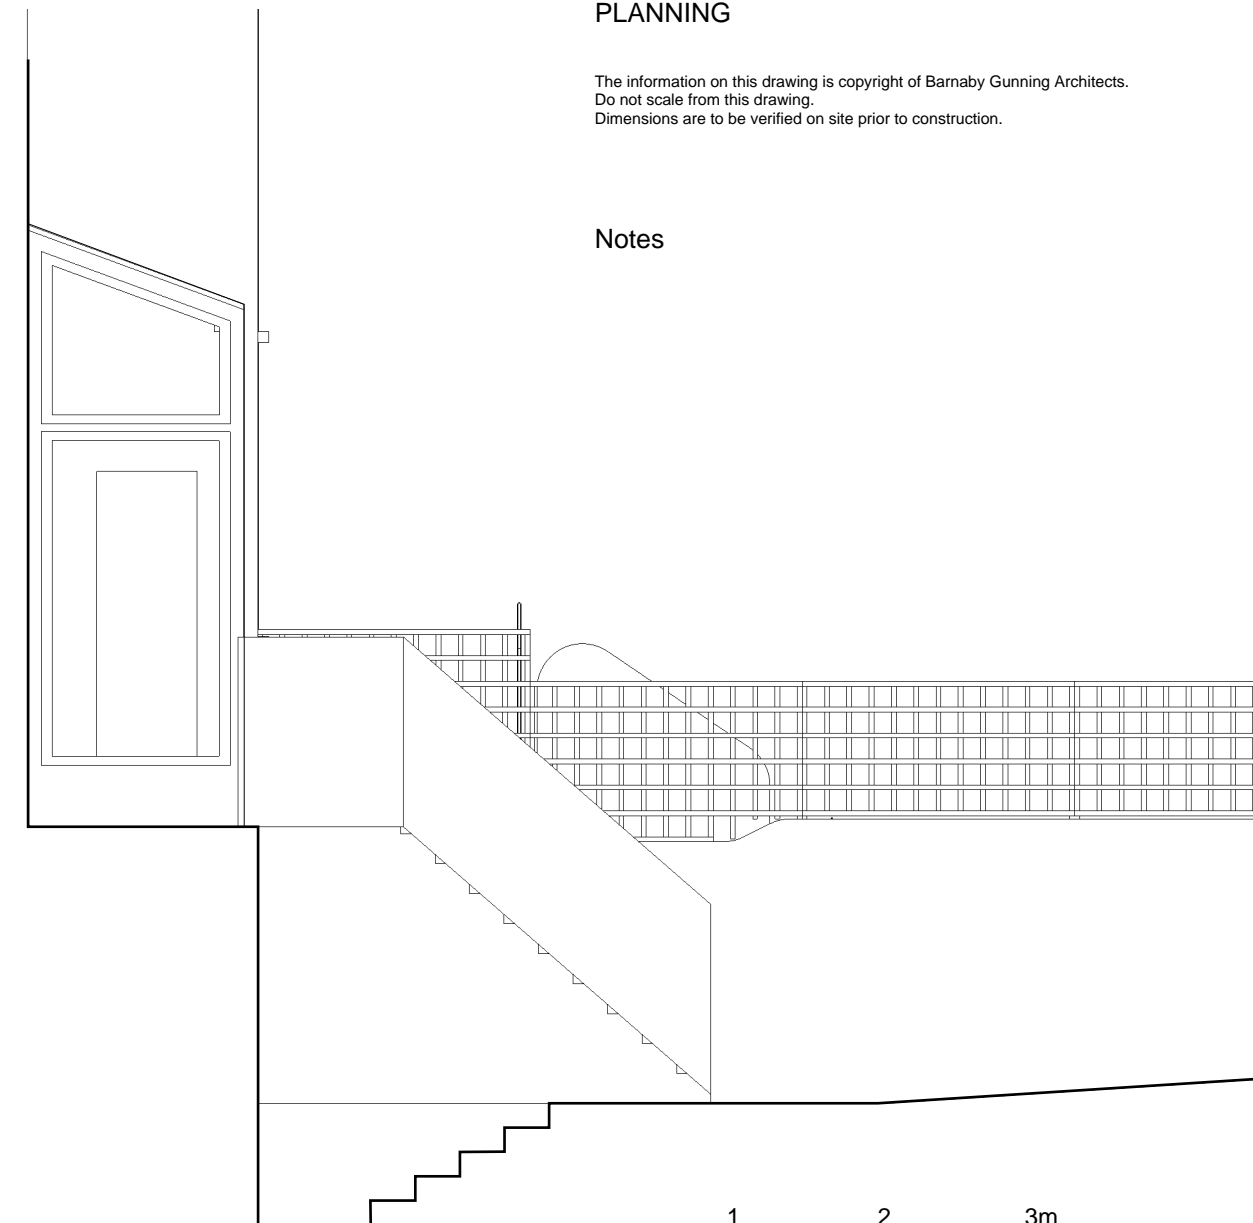 PLANNING
The information on this drawing is copyright of Barnaby Gunning Architects.
Do not scale from this drawing.
Dimensions are to be verified on site prior to construction.
Notes
1 2 3m